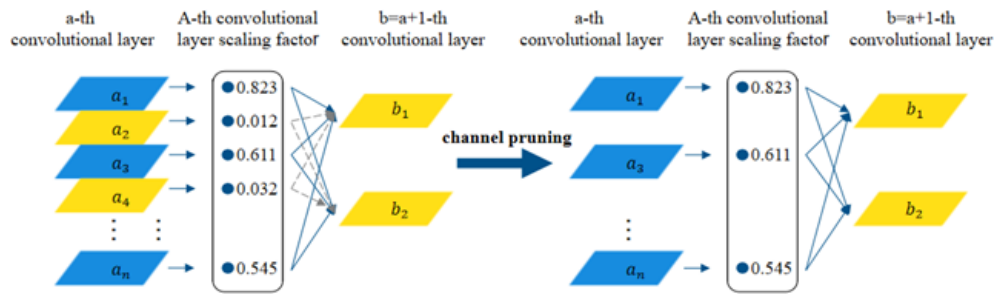 a-th
convolutional layer
A-th convolutional
layer scaling factor
b=a+1-th
convolutional layer
a₁
0.823
a₂
0.012
a₃
0.611
a₄
0.032
⋮ ⋮
aₙ
0.545
b₁
b₂
channel pruning
a-th
convolutional layer
A-th convolutional
layer scaling factor
b=a+1-th
convolutional layer
a₁
0.823
a₃
0.611
⋮
aₙ
0.545
b₁
b₂